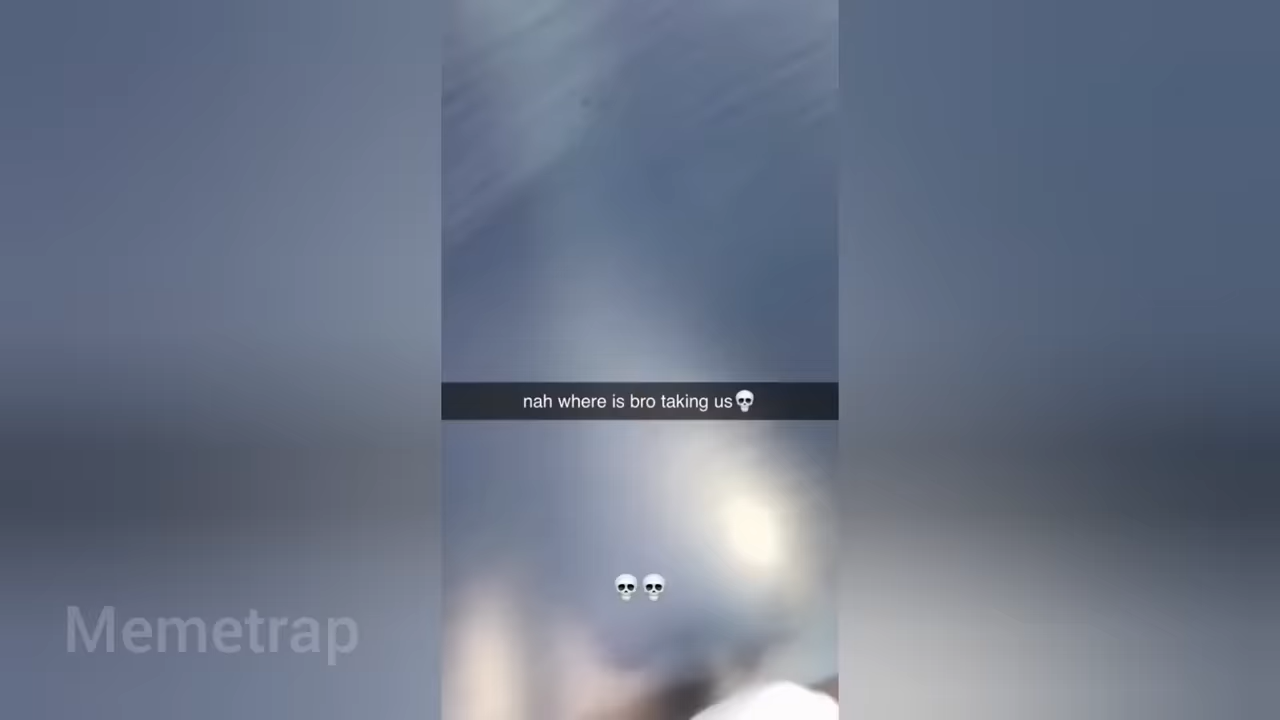 nah where is bro taking us💀
💀💀
Memetrap